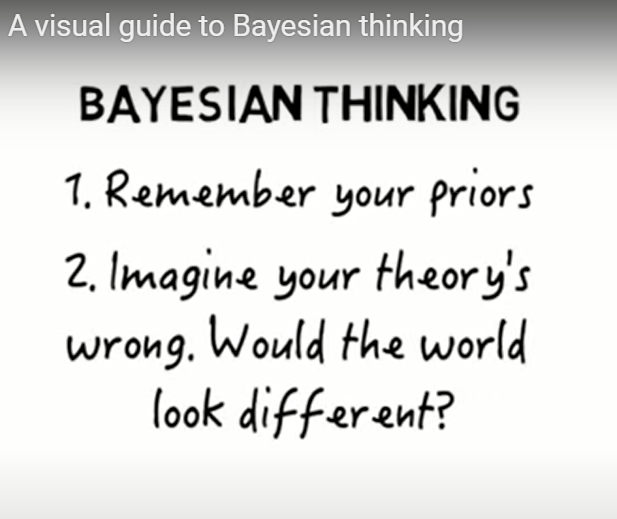 A visual guide to Bayesian thinking
BAYESIAN THINKING
1. Remember your priors
2. Imagine your theory's
wrong. Would the world
look different?